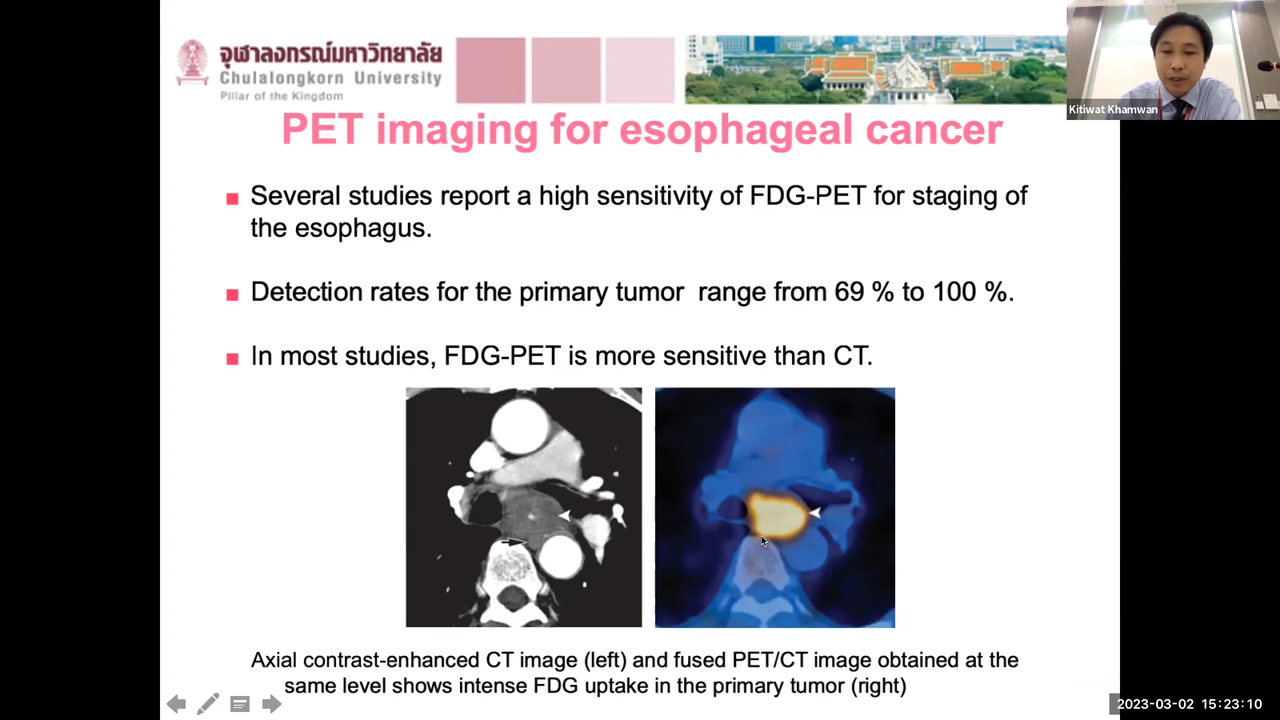 จุฬาลงกรณ์มหาวิทยาลัย
Chulalongkorn University
Pillar of the Kingdom
Kitiwat Khamwan
PET imaging for esophageal cancer
Several studies report a high sensitivity of FDG-PET for staging of
the esophagus.
Detection rates for the primary tumor range from 69 % to 100 %.
In most studies, FDG-PET is more sensitive than CT.
Axial contrast-enhanced CT image (left) and fused PET/CT image obtained at the
same level shows intense FDG uptake in the primary tumor (right)
2023-03-02 15:23:10